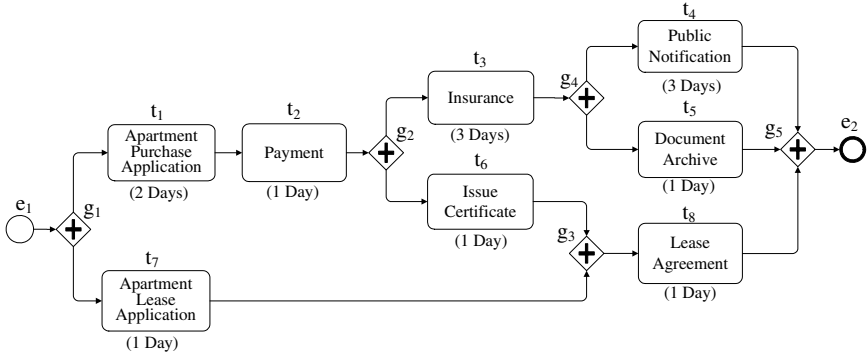 t4
Public
Notification
(3 Days)
t3
g4
Insurance
(3 Days)
t1
t2
Apartment
Purchase
Application
(2 Days)
Payment
(1 Day)
g2
t5
Document
Archive
(1 Day)
g5
e2
t6
Issue
Certificate
(1 Day)
e1
g1
g3
t8
Lease
Agreement
(1 Day)
t7
Apartment
Lease
Application
(1 Day)